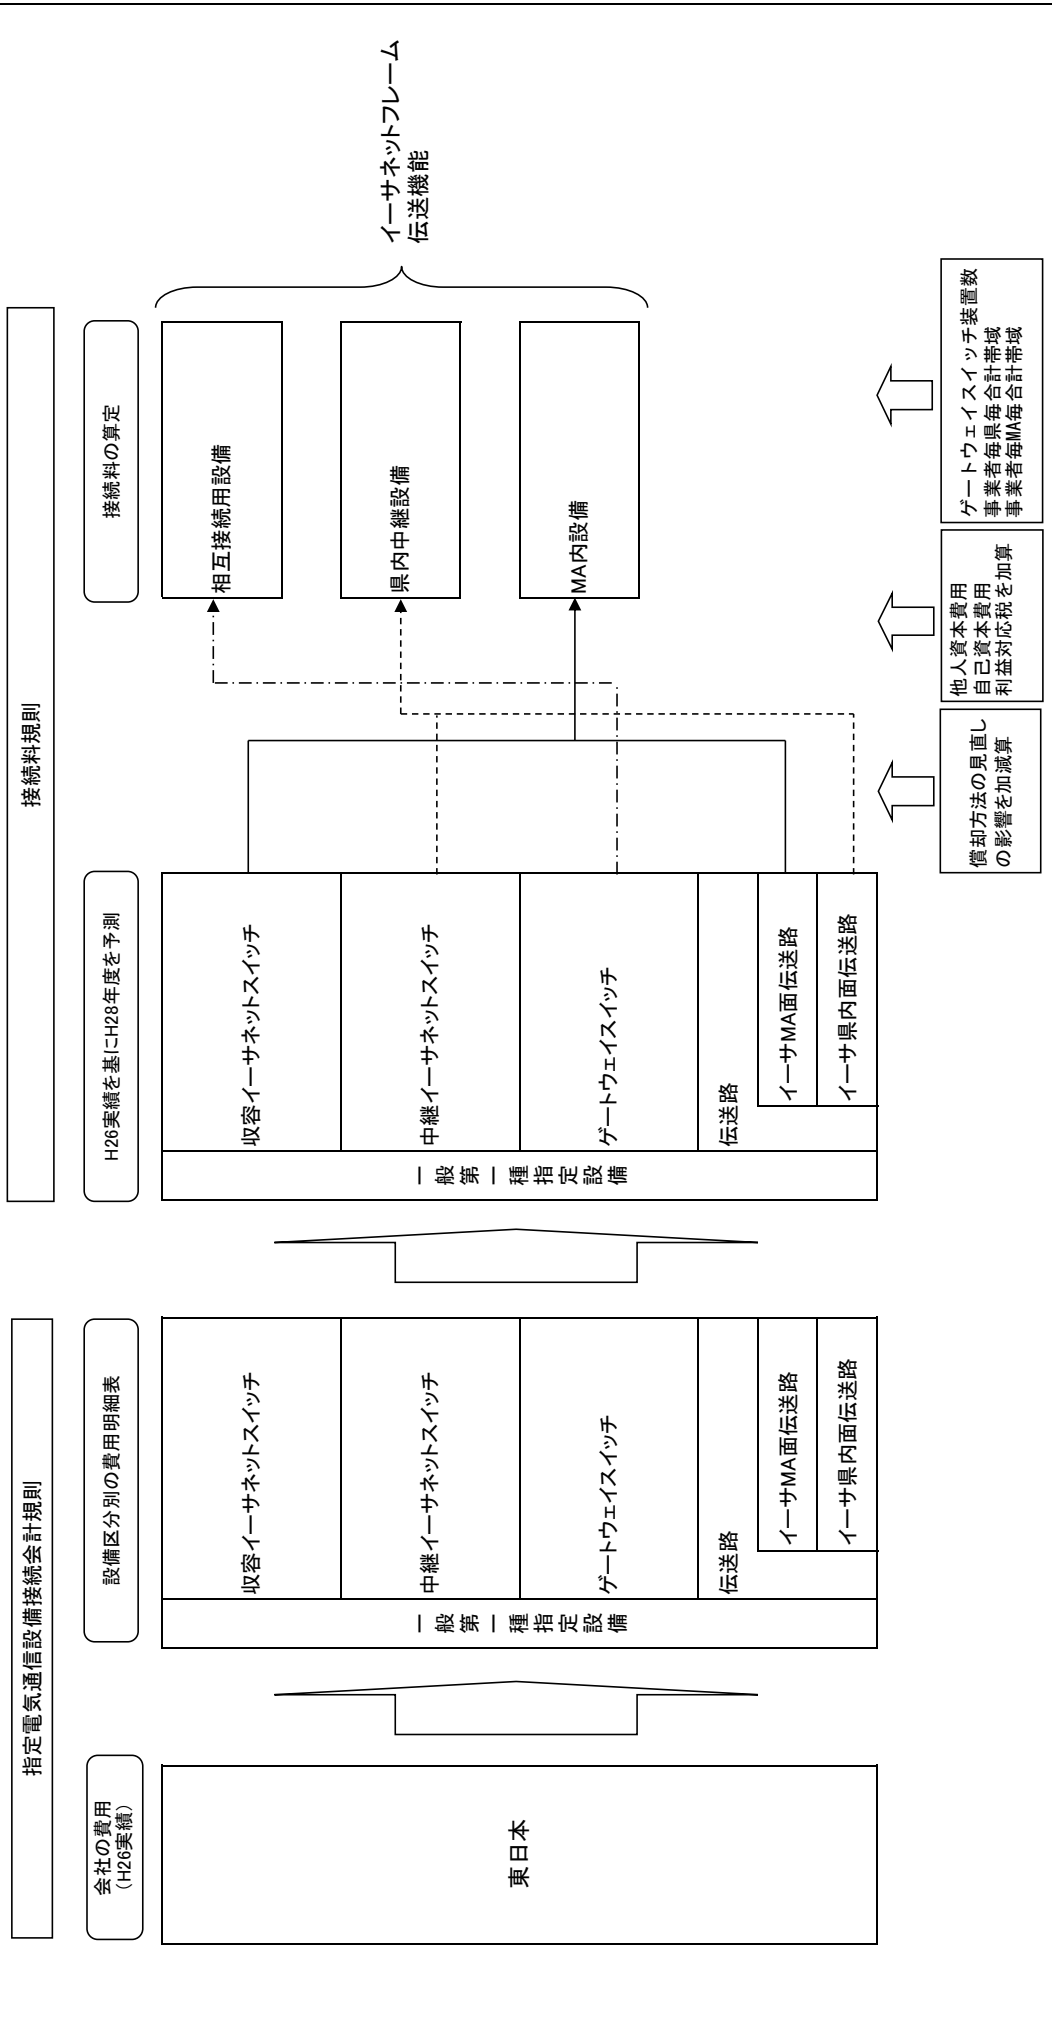 指定電気通信設備接続会計規則
接続料規則
会社の費用
（H26実績）
設備区分別の費用明細表
H26実績を基にH28年度を予測
接続料の算定
東日本
一般第一種指定設備
収容イーサネットスイッチ
中継イーサネットスイッチ
ゲートウェイスイッチ
伝送路
イーサMA面伝送路
イーサ県内面伝送路
一般第一種指定設備
収容イーサネットスイッチ
中継イーサネットスイッチ
ゲートウェイスイッチ
伝送路
イーサMA面伝送路
イーサ県内面伝送路
相互接続用設備
県内中継設備
MA内設備
イーサネットフレーム
伝送機能
償却方法の見直し
の影響を加減算
他人資本費用
自己資本費用
利益対応税を加算
ゲートウェイスイッチ装置数
事業者毎県毎合計帯域
事業者毎MA毎合計帯域